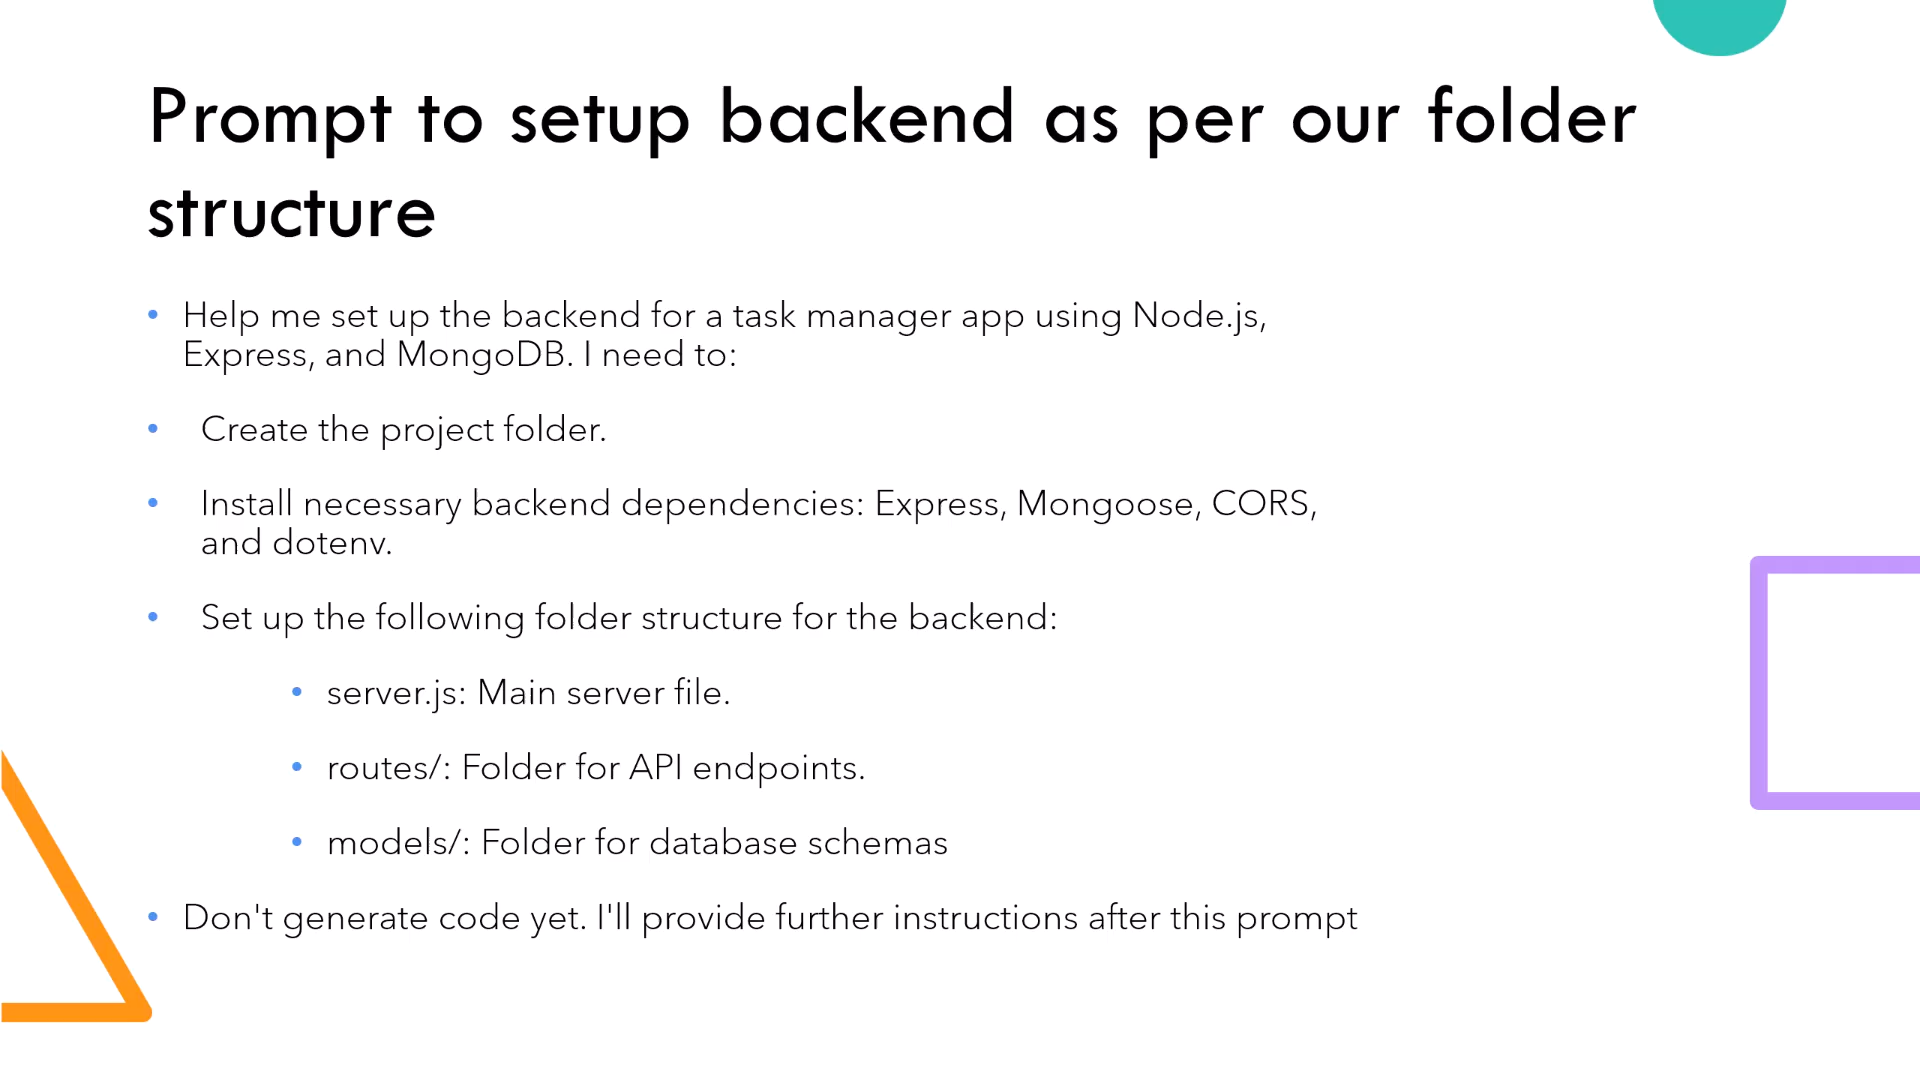 Prompt to setup backend as per our folder
structure
• Help me set up the backend for a task manager app using Node.js,
Express, and MongoDB. I need to:
• Create the project folder.
• Install necessary backend dependencies: Express, Mongoose, CORS,
and dotenv.
• Set up the following folder structure for the backend:
• server.js: Main server file.
• routes/: Folder for API endpoints.
• models/: Folder for database schemas
• Don't generate code yet. I'll provide further instructions after this prompt